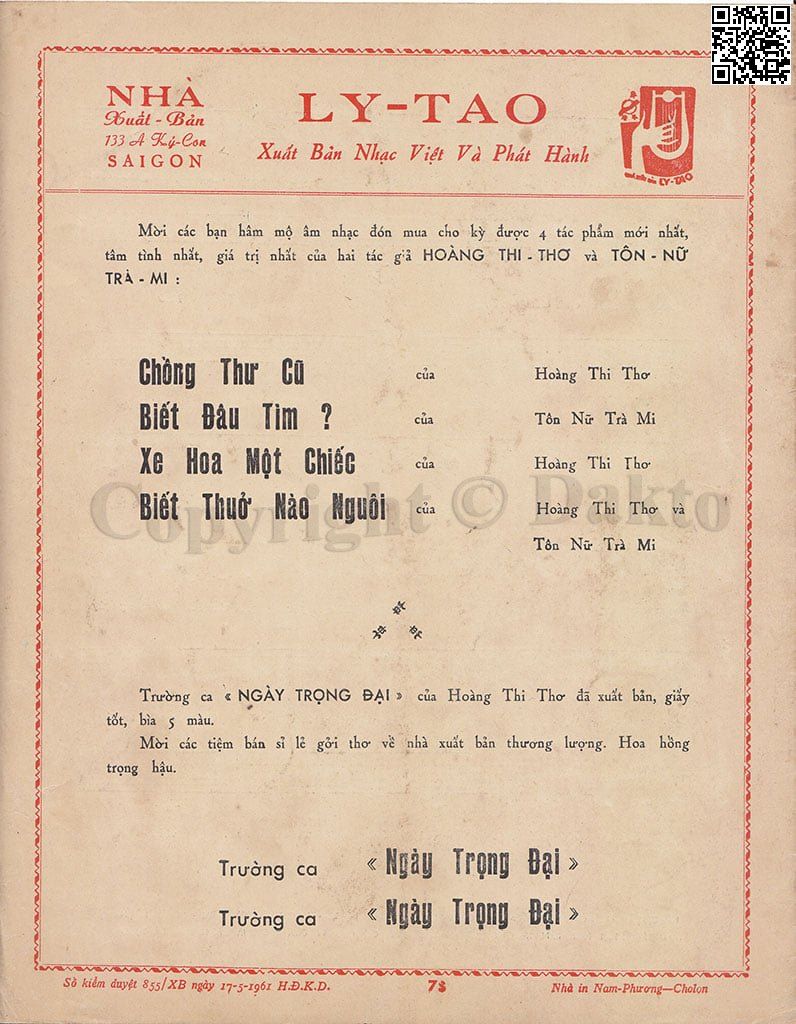 NHÀ
Xuất - Bản
133 A Ký-Con
SAIGON
LY-TAO
Xuất Bản Nhạc Việt Và Phát Hành
LY-TAO
Mời các bạn hâm mộ âm nhạc đón mua cho kỳ được 4 tác phẩm mới nhất,
tâm tình nhất, giá trị nhất của hai tác giả HOÀNG THI - THƠ và TÔN - NỮ
TRÀ - MI :
Chồng Thư Cũ của Hoàng Thi Thơ
Biết Đâu Tìm ? của Tôn Nữ Trà Mi
Xe Hoa Một Chiếc của Hoàng Thi Thơ
Biết Thuở Nào Nguôi của Hoàng Thi Thơ và
Tôn Nữ Trà Mi
Copyright © Dakto
Trường ca « NGÀY TRỌNG ĐẠI » của Hoàng Thi Thơ đã xuất bản, giấy
tốt, bìa 5 màu.
Mời các tiệm bán sỉ lẻ gởi thơ về nhà xuất bản thương lượng. Hoa hồng
trọng hậu.
Trường ca « Ngày Trọng Đại »
Trường ca « Ngày Trọng Đại »
Số kiểm duyệt 855/XB ngày 17-5-1961 H.Đ.K.D.
Nhà in Nam-Phương—Cholon